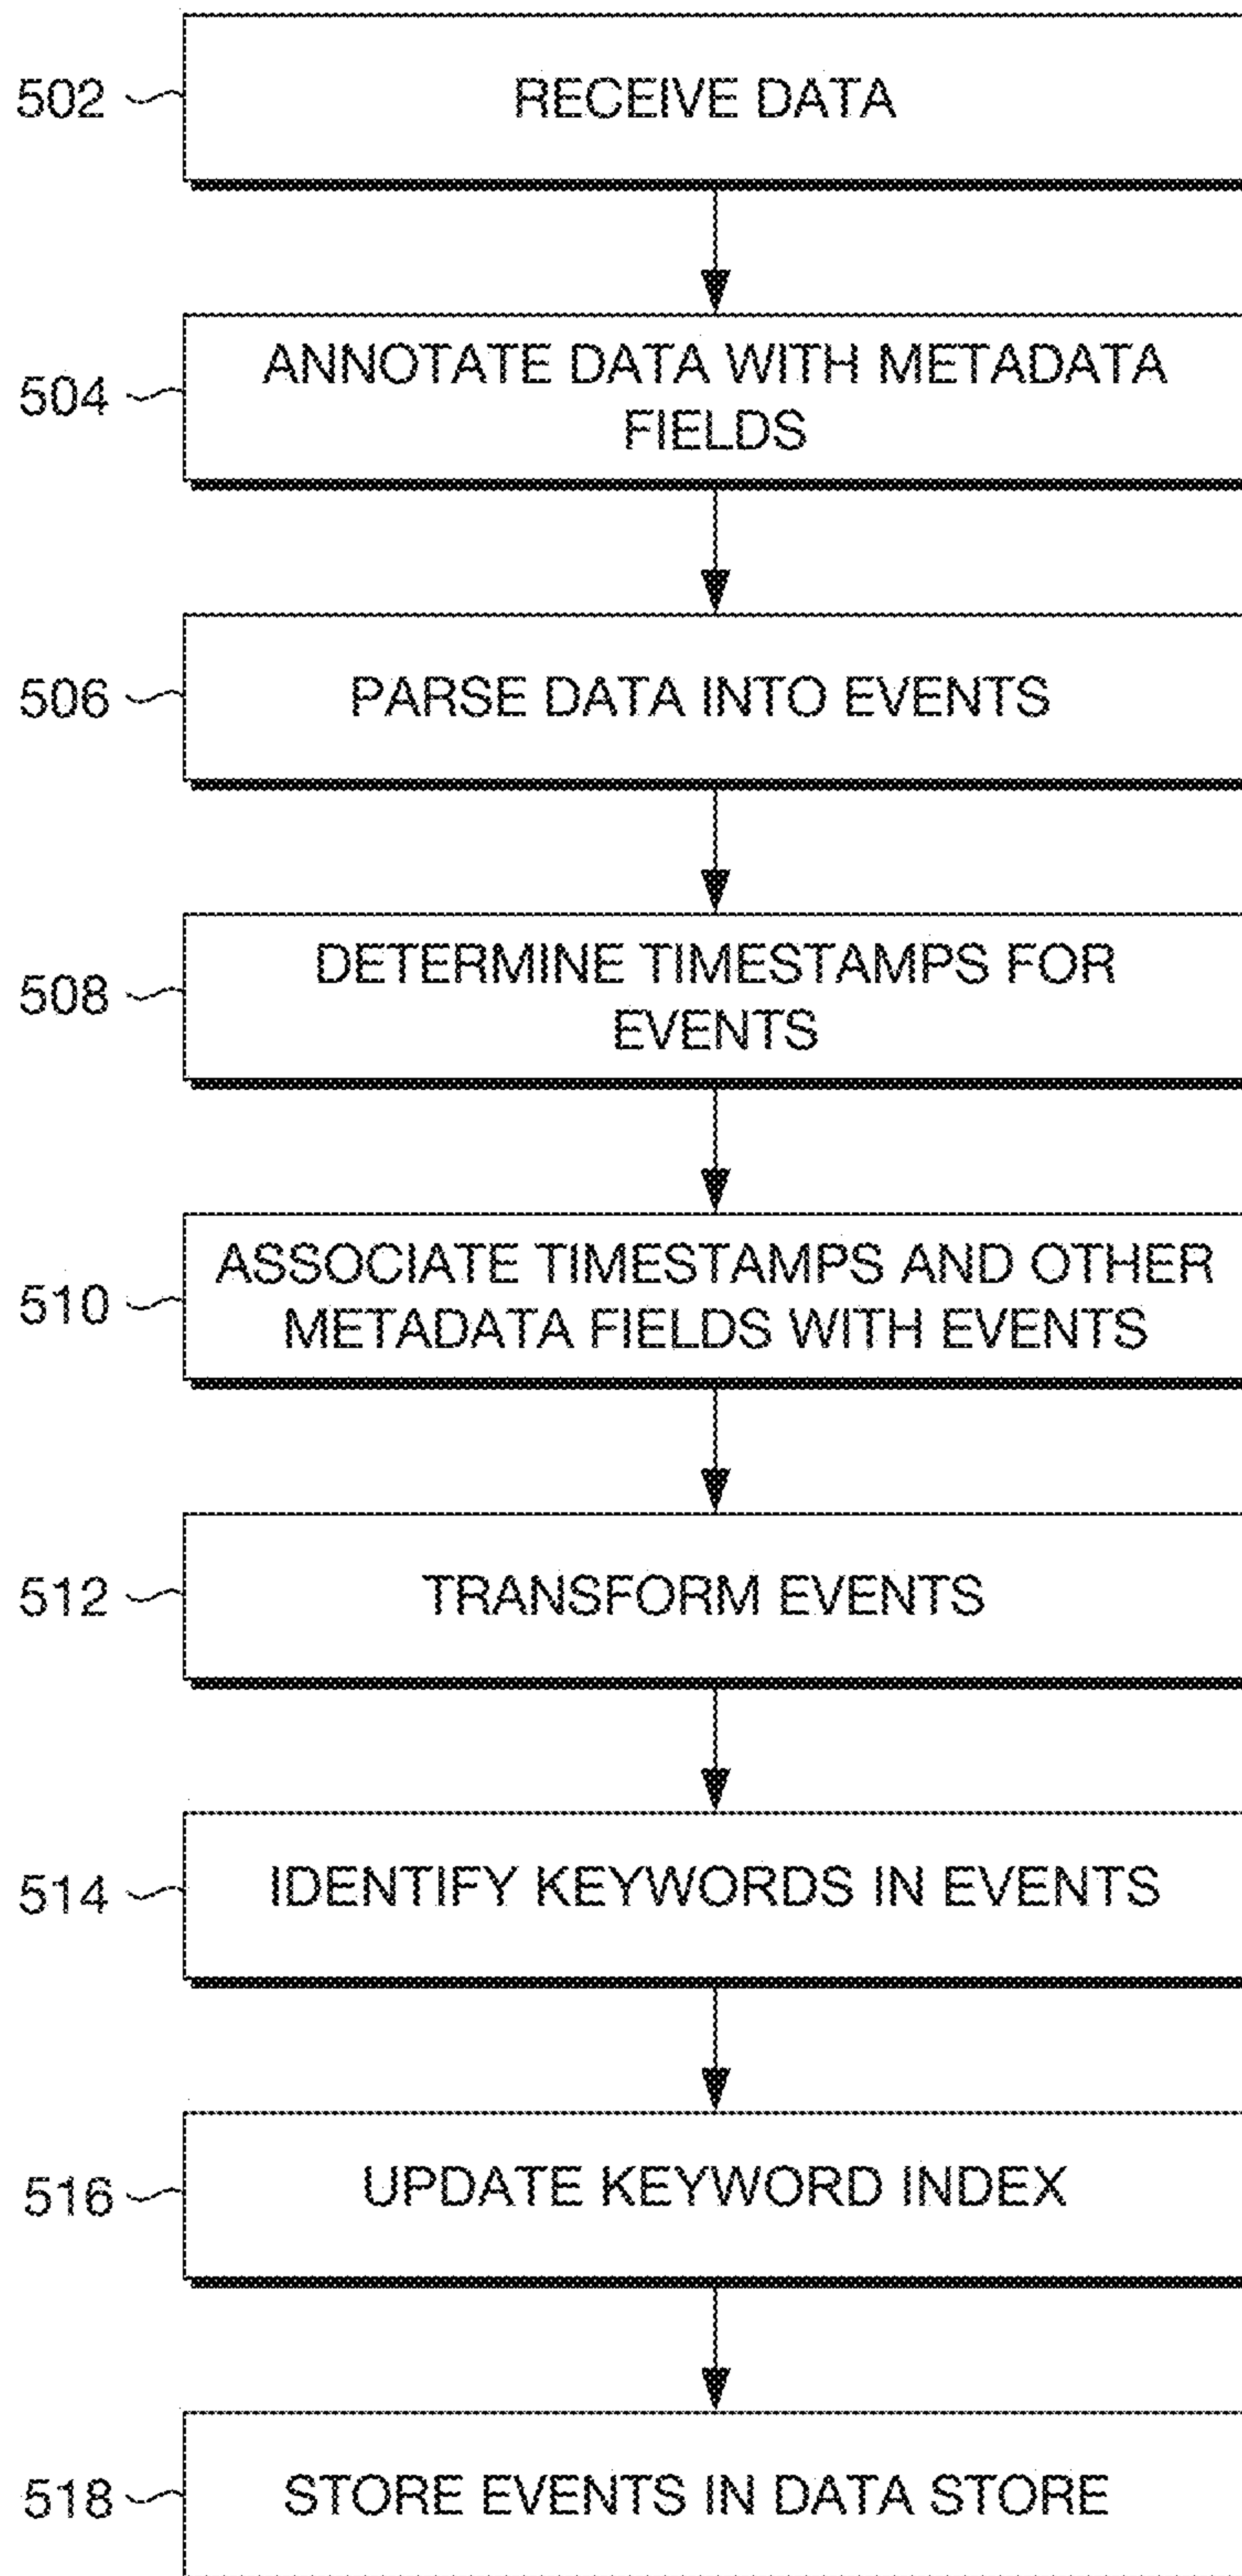 502
RECEIVE DATA
504
ANNOTATE DATA WITH METADATA
FIELDS
506
PARSE DATA INTO EVENTS
508
DETERMINE TIMESTAMPS FOR
EVENTS
510
ASSOCIATE TIMESTAMPS AND OTHER
METADATA FIELDS WITH EVENTS
512
TRANSFORM EVENTS
514
IDENTIFY KEYWORDS IN EVENTS
516
UPDATE KEYWORD INDEX
518
STORE EVENTS IN DATA STORE